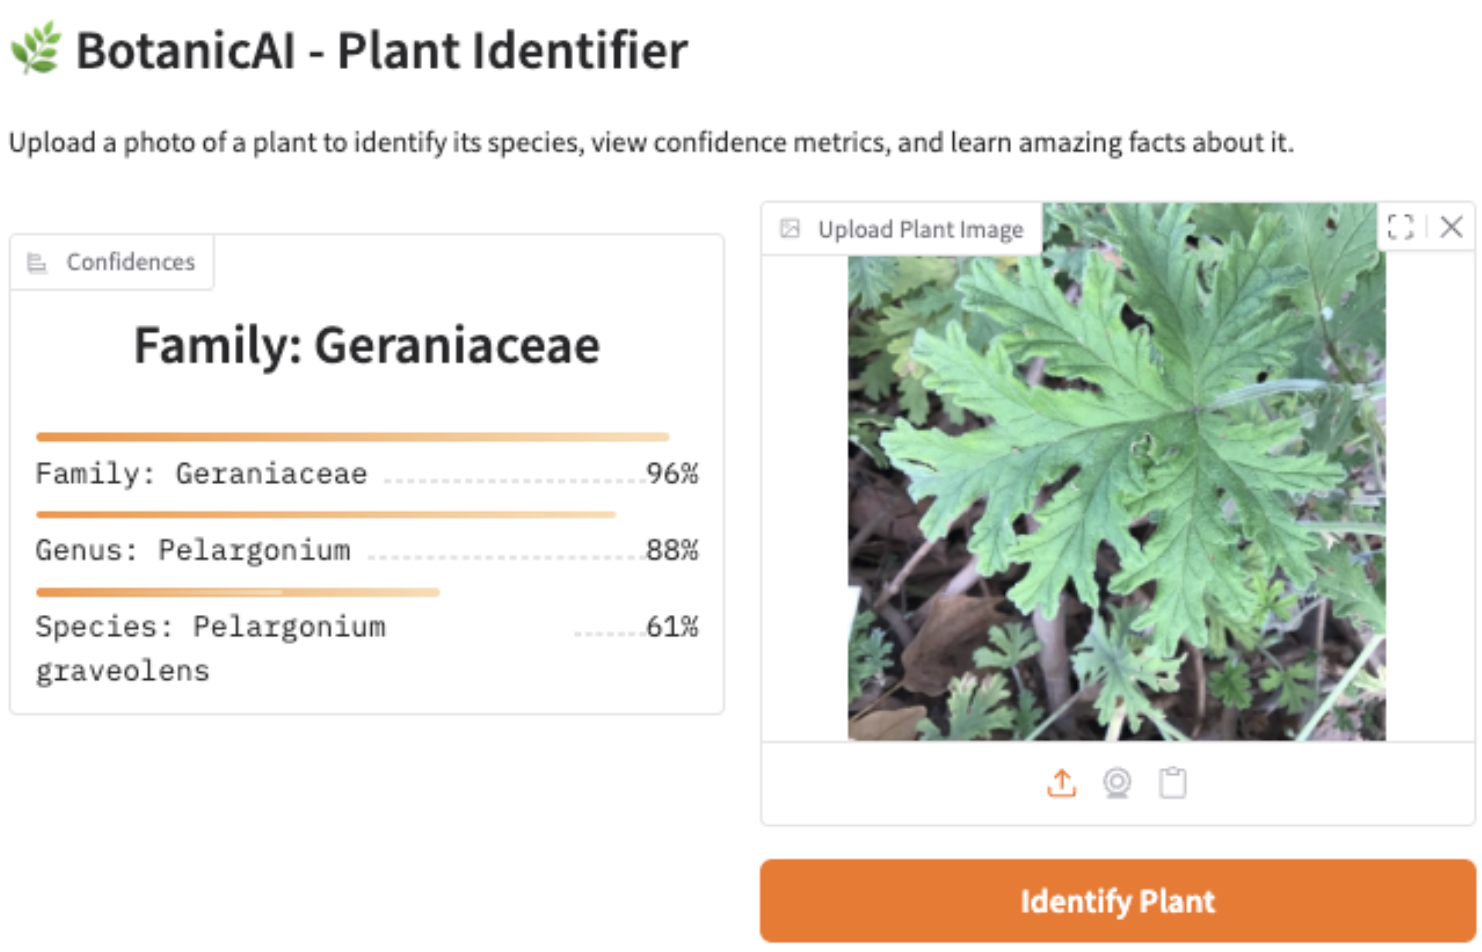 BotanicAI - Plant Identifier
Upload a photo of a plant to identify its species, view confidence metrics, and learn amazing facts about it.
Confidences
Family: Geraniaceae
Family: Geraniaceae 96%
Genus: Pelargonium 88%
Species: Pelargonium 61%
graveolens
Upload Plant Image
Identify Plant